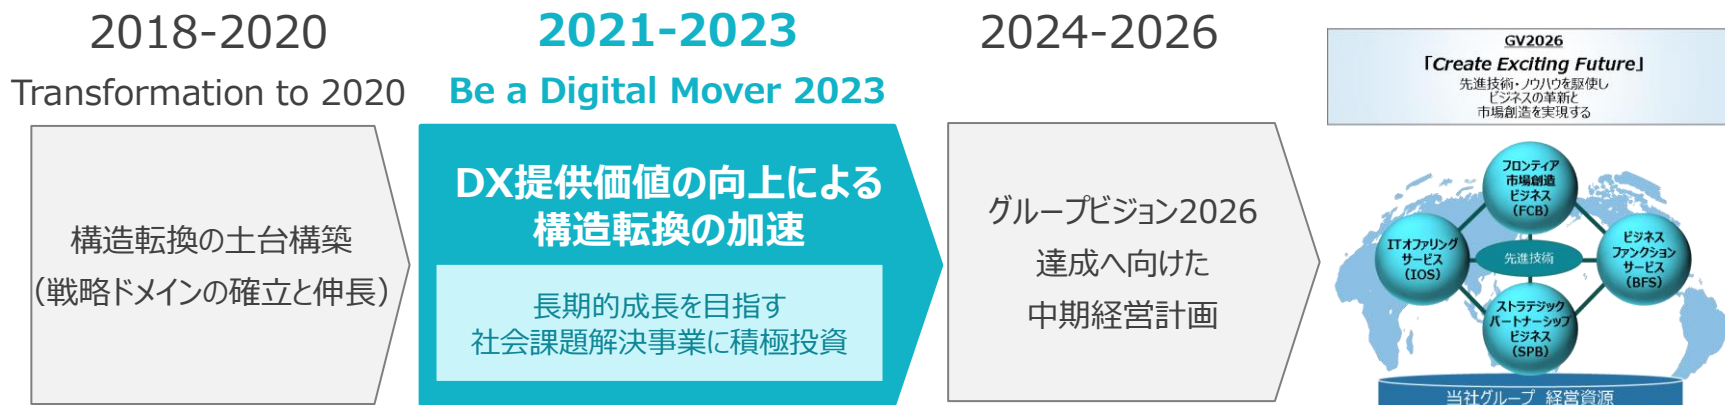 2018-2020
Transformation to 2020
構造転換の土台構築
（戦略ドメインの確立と伸長）
2021-2023
Be a Digital Mover 2023
DX提供価値の向上による
構造転換の加速
長期的成長を目指す
社会課題解決事業に積極投資
2024-2026
グループビジョン2026
達成へ向けた
中期経営計画
GV2026
「Create Exciting Future」
先進技術・ノウハウを駆使し
ビジネスの革新と
市場創造を実現する
フロンティア
市場創造
ビジネス
（FCB）
ITオファリング
サービス
（IOS）
先進技術
ビジネス
ファンクション
サービス
（BFS）
ストラテジック
パートナーシップ
ビジネス
（SPB）
当社グループ 経営資源